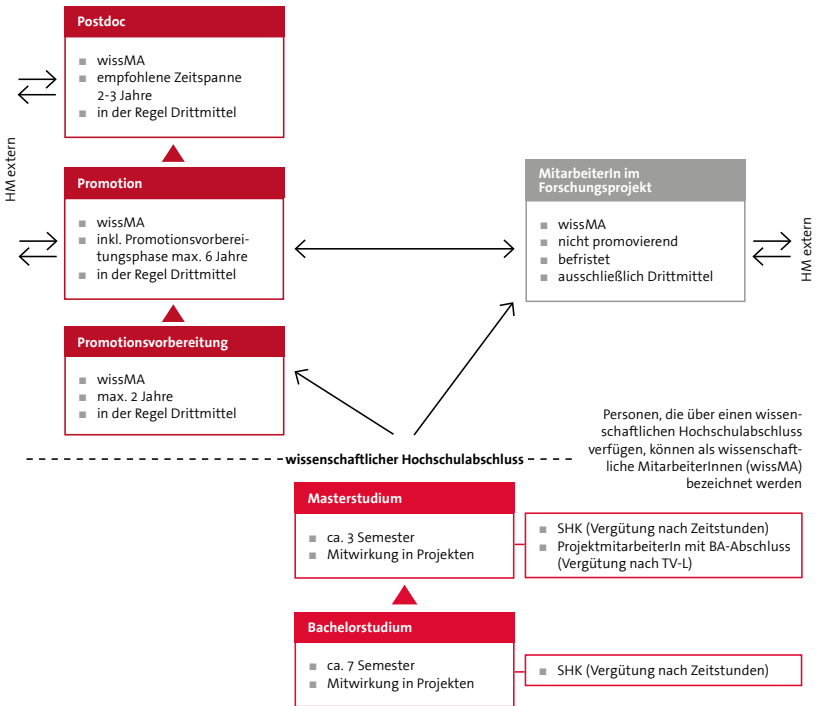 Postdoc
■ wissMA
■ empfohlene Zeitspanne
2-3 Jahre
■ in der Regel Drittmittel
HM extern
Promotion
■ wissMA
■ inkl. Promotionsvorberei-
tungsphase max. 6 Jahre
■ in der Regel Drittmittel
MitarbeiterIn im
Forschungsprojekt
■ wissMA
■ nicht promovierend
■ befristet
■ ausschließlich Drittmittel
HM extern
Promotionsvorbereitung
■ wissMA
■ max. 2 Jahre
■ in der Regel Drittmittel
Personen, die über einen wissen-
schaftlichen Hochschulabschluss
verfügen, können als wissenschaft-
liche MitarbeiterInnen (wissMA)
bezeichnet werden
wissenschaftlicher Hochschulabschluss
Masterstudium
■ ca. 3 Semester
■ Mitwirkung in Projekten
■ SHK (Vergütung nach Zeitstunden)
■ ProjektmitarbeiterIn mit BA-Abschluss
(Vergütung nach TV-L)
Bachelorstudium
■ ca. 7 Semester
■ Mitwirkung in Projekten
■ SHK (Vergütung nach Zeitstunden)